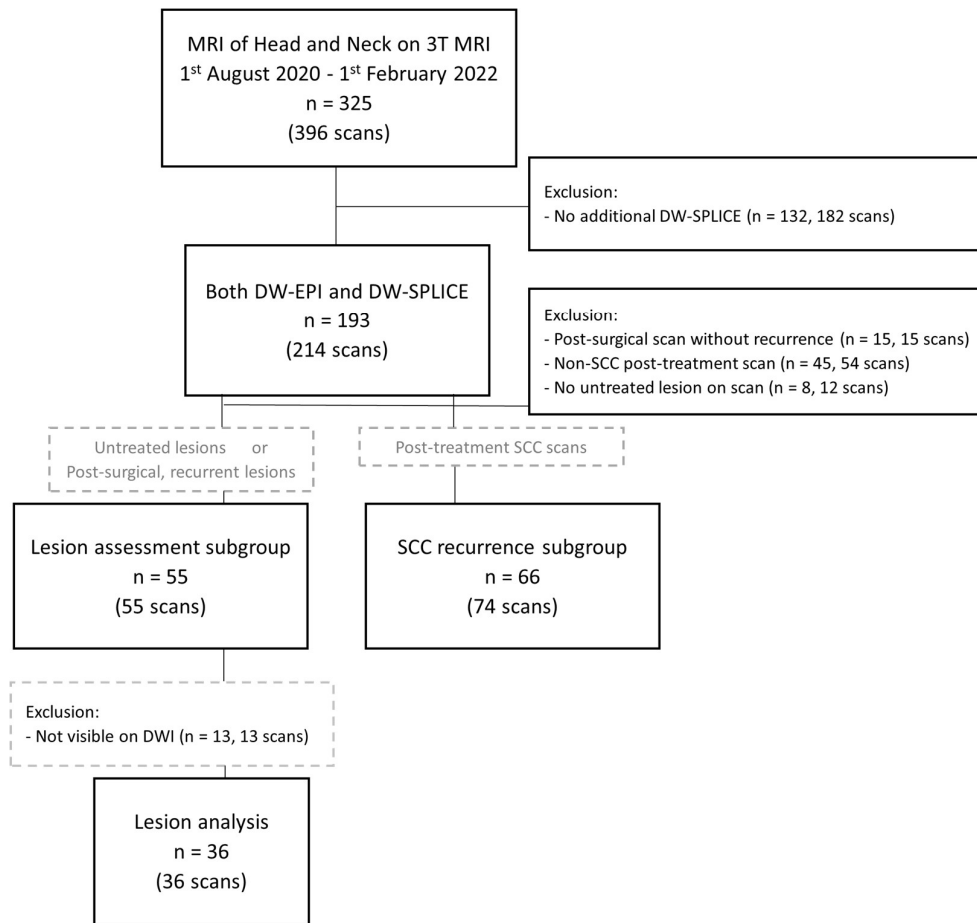 MRI of Head and Neck on 3T MRI
1st August 2020 - 1st February 2022
n = 325
(396 scans)
Exclusion:
- No additional DW-SPLICE (n = 132, 182 scans)
Both DW-EPI and DW-SPLICE
n = 193
(214 scans)
Exclusion:
- Post-surgical scan without recurrence (n = 15, 15 scans)
- Non-SCC post-treatment scan (n = 45, 54 scans)
- No untreated lesion on scan (n = 8, 12 scans)
Untreated lesions or
Post-surgical, recurrent lesions
Post-treatment SCC scans
Lesion assessment subgroup
n = 55
(55 scans)
SCC recurrence subgroup
n = 66
(74 scans)
Exclusion:
- Not visible on DWI (n = 13, 13 scans)
Lesion analysis
n = 36
(36 scans)